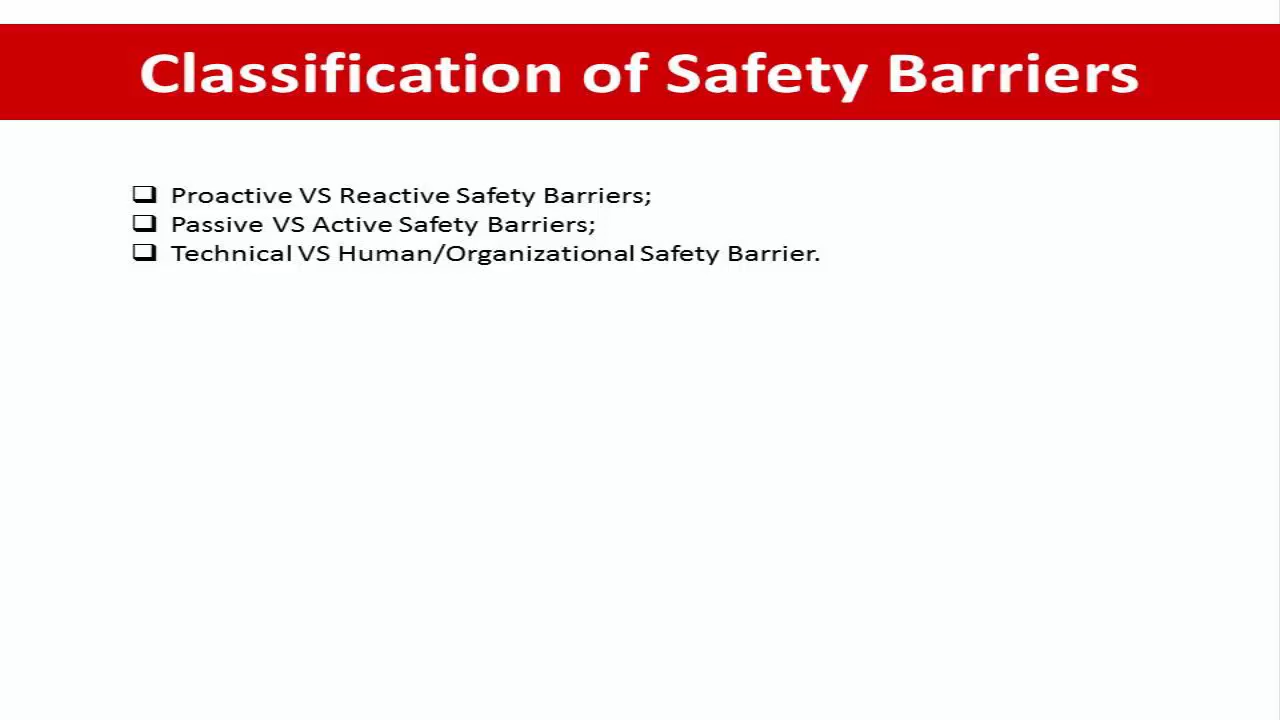 Classification of Safety Barriers
❑ Proactive VS Reactive Safety Barriers;
❑ Passive VS Active Safety Barriers;
❑ Technical VS Human/Organizational Safety Barrier.